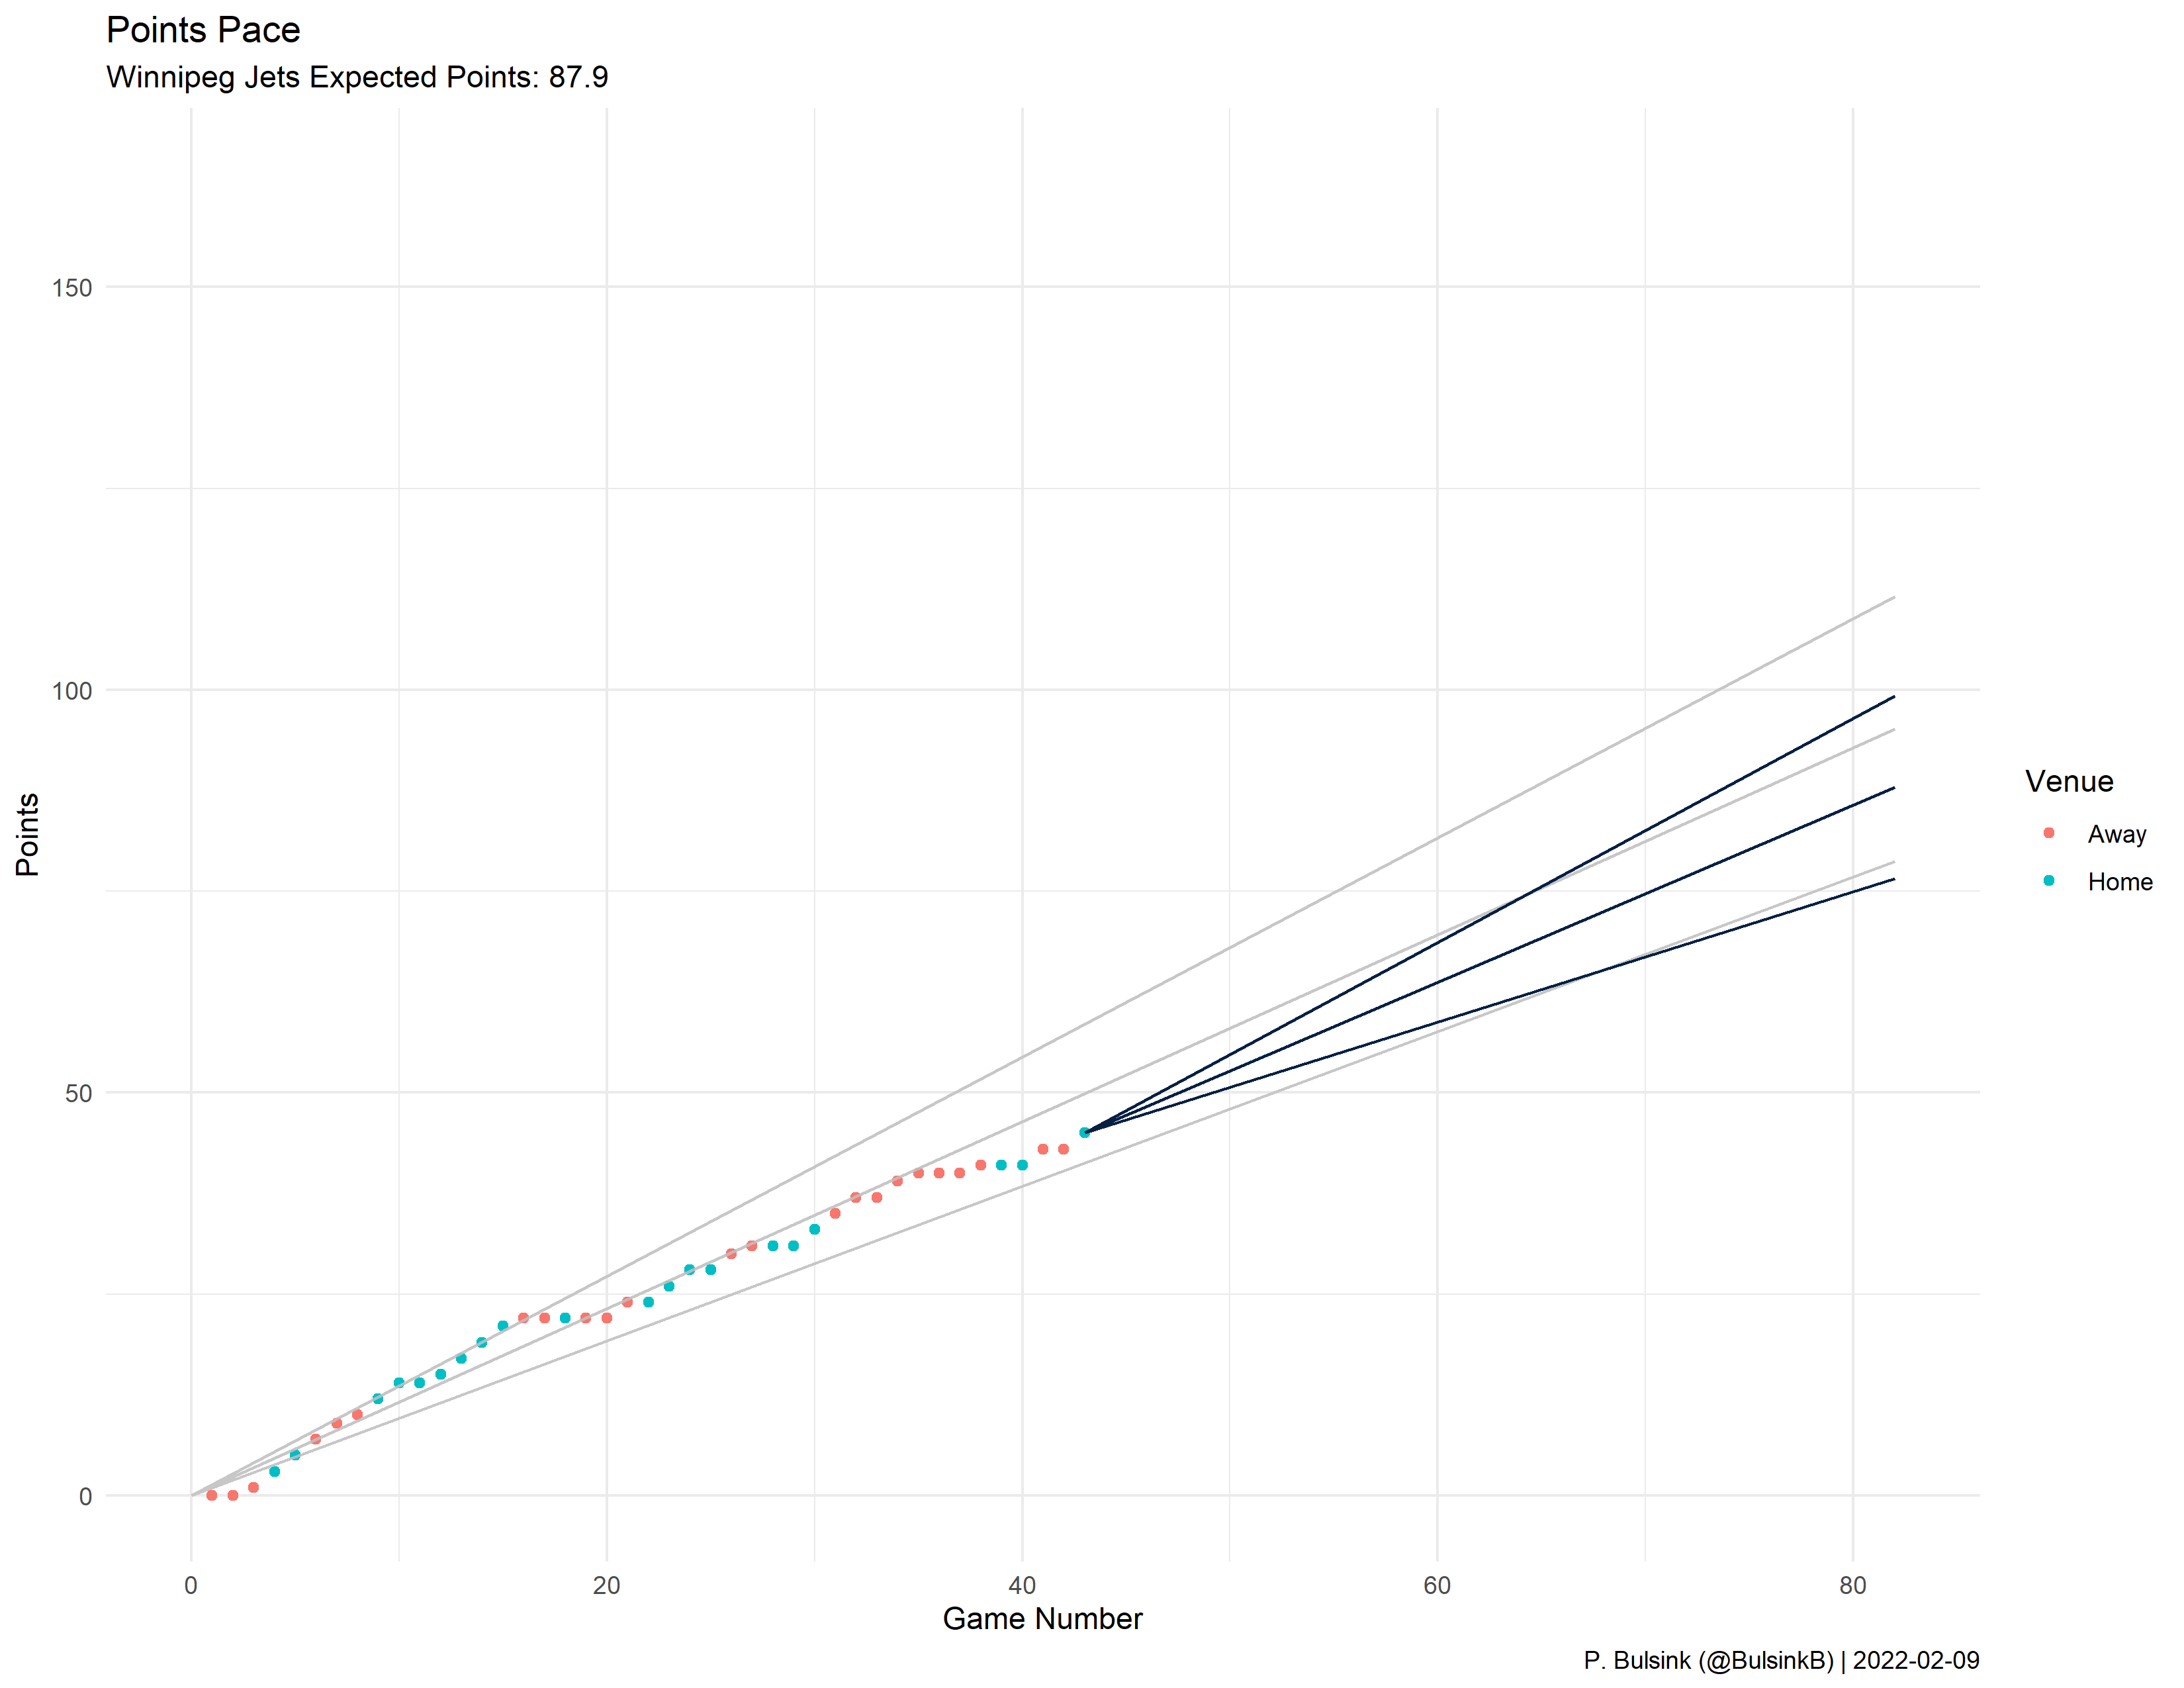 Points Pace
Winnipeg Jets Expected Points: 87.9
150
100
50
0
Points
0 20 40 60 80
Game Number
Venue
Away
Home
P. Bulsink (@BulsinkB) | 2022-02-09